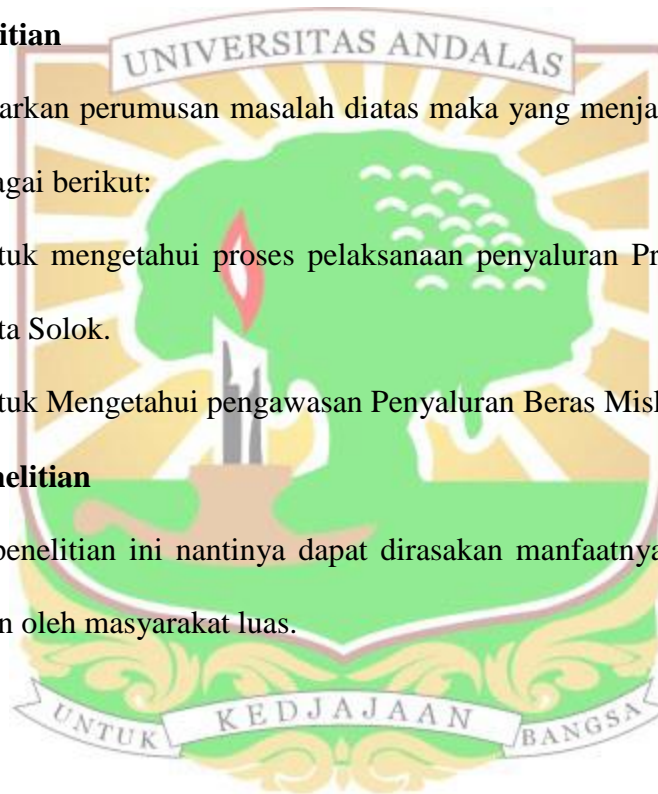 itian
UNIVERSITAS ANDALAS
arkan perumusan masalah diatas maka yang menja
agai berikut:
tuk mengetahui proses pelaksanaan penyaluran Pr
ta Solok.
tuk Mengetahui pengawasan Penyaluran Beras Misk
nelitian
penelitian ini nantinya dapat dirasakan manfaatnya
n oleh masyarakat luas.
UNTUK KEDJAJAAN BANGSA